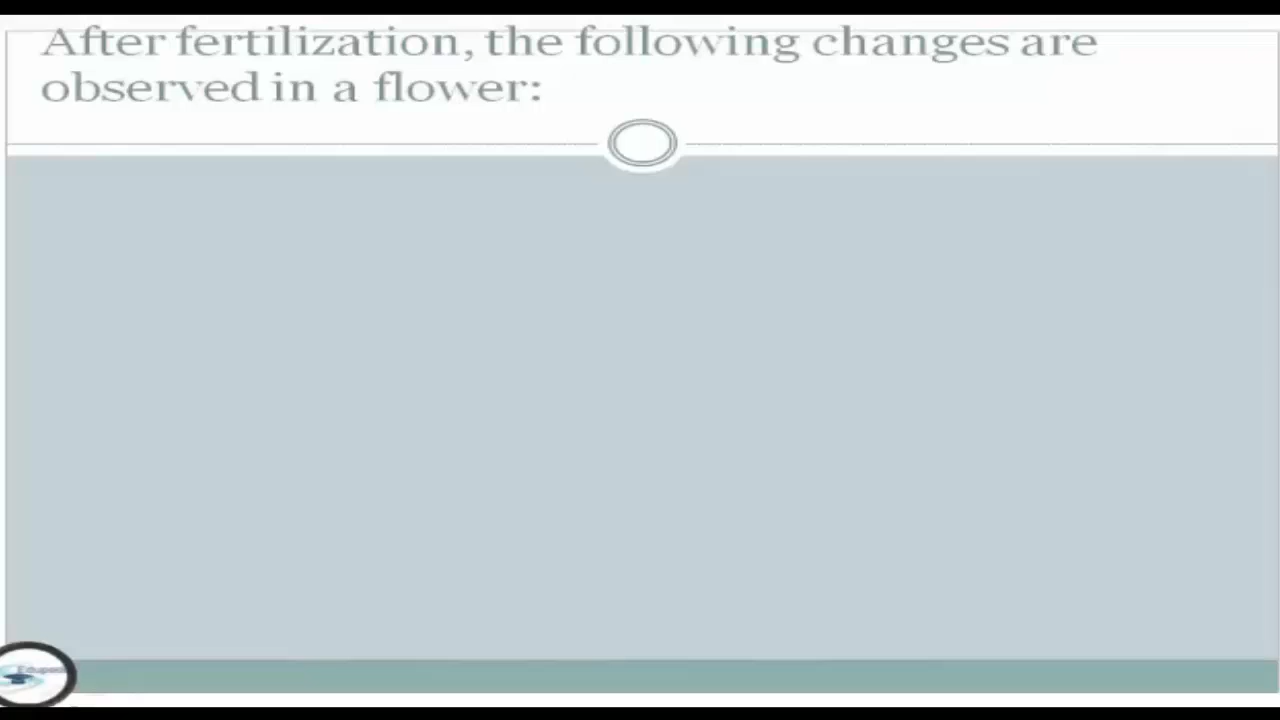 After fertilization, the following changes are
observed in a flower: